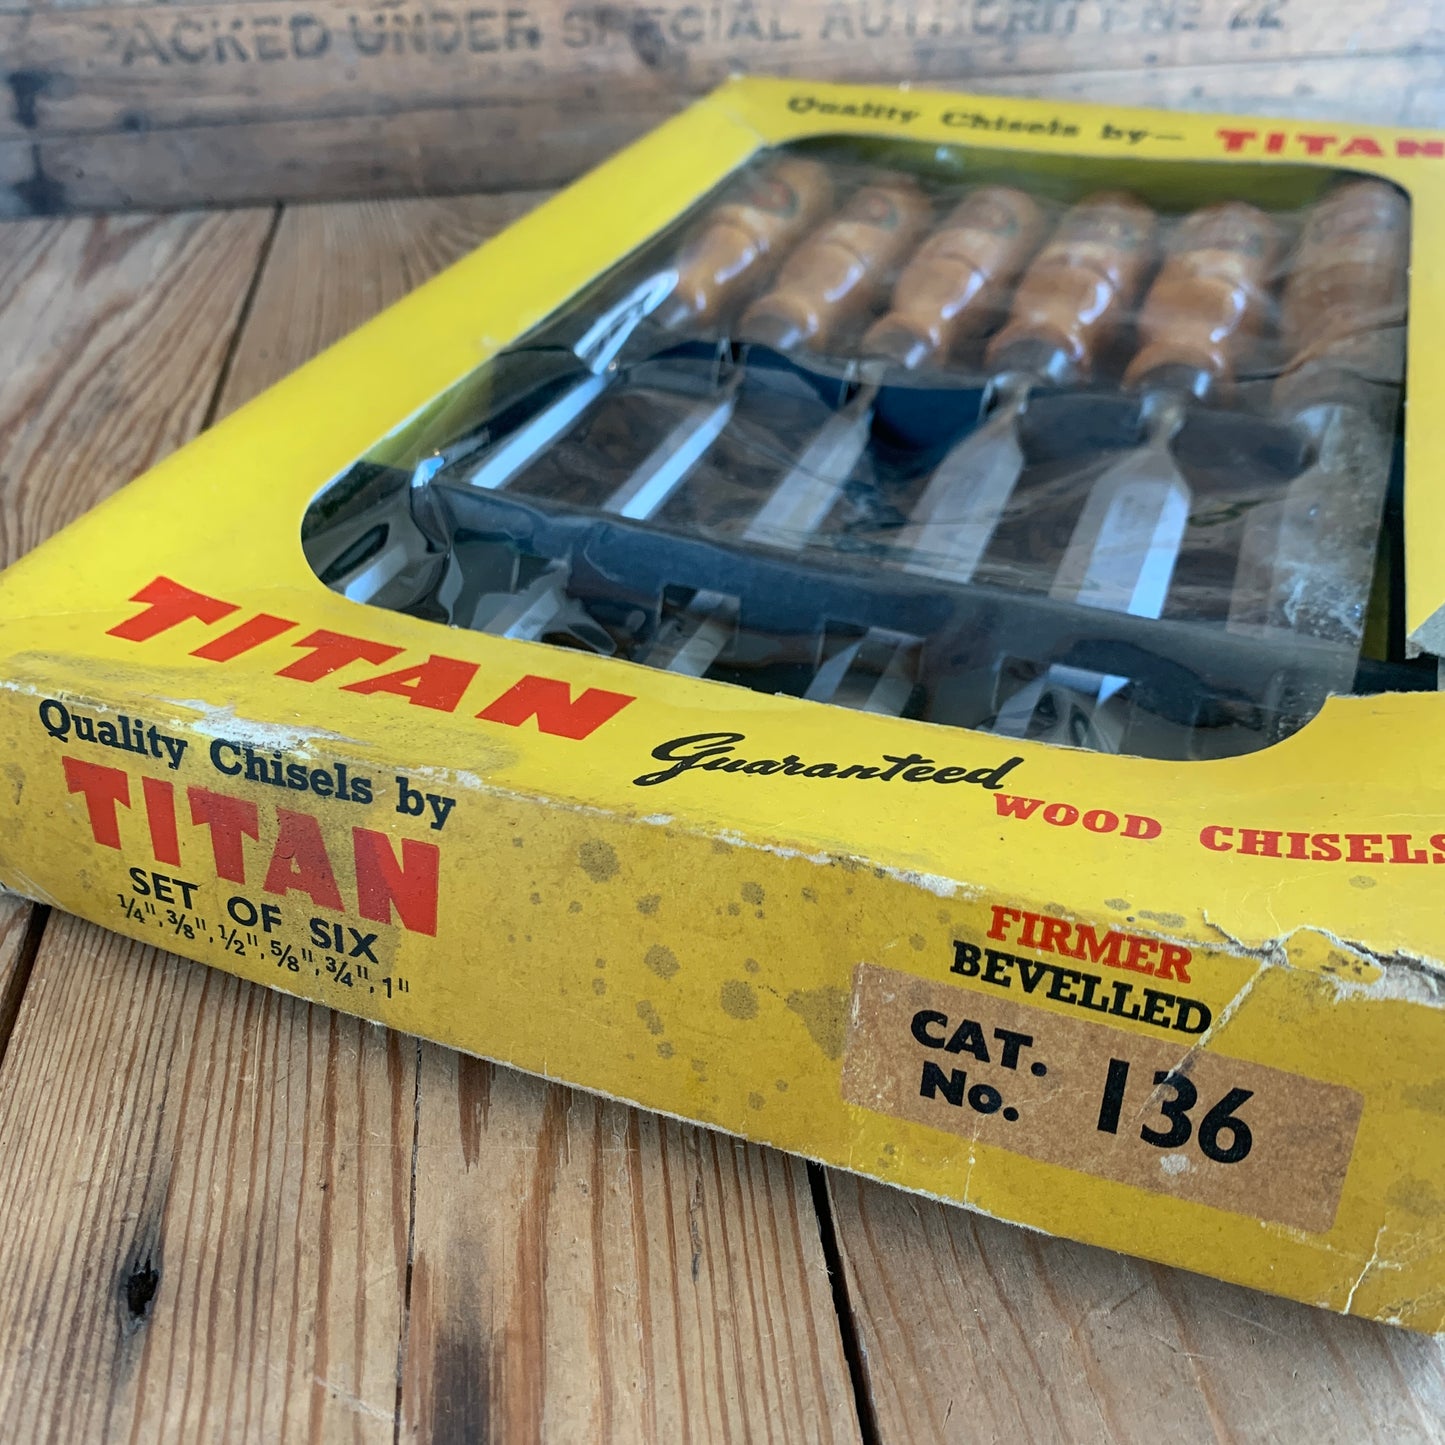 PACKED UNDER SPECIAL AUTHORITY No 22
Quality Chisels by— TITAN
TITAN
Guaranteed
WOOD CHISELS
Quality Chisels by
TITAN
SET OF SIX
1/4", 3/8", 1/2", 5/8", 3/4", 1"
FIRMER
BEVELLED
CAT.
No. 136